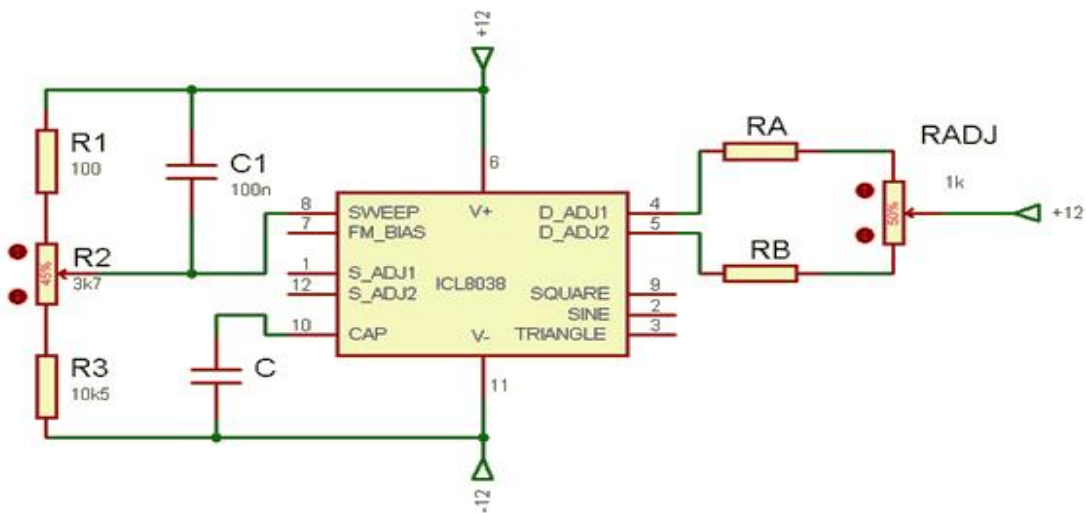 +12
R1
100
C1
100n
R2
3k7
45%
R3
10k5
C
8
7
1
12
10
6
11
SWEEP
FM_BIAS
S_ADJ1
S_ADJ2
CAP
V+
ICL8038
V-
D_ADJ1
D_ADJ2
SQUARE
SINE
TRIANGLE
4
5
9
2
3
RA
RB
RADJ
1k
50%
+12
-12